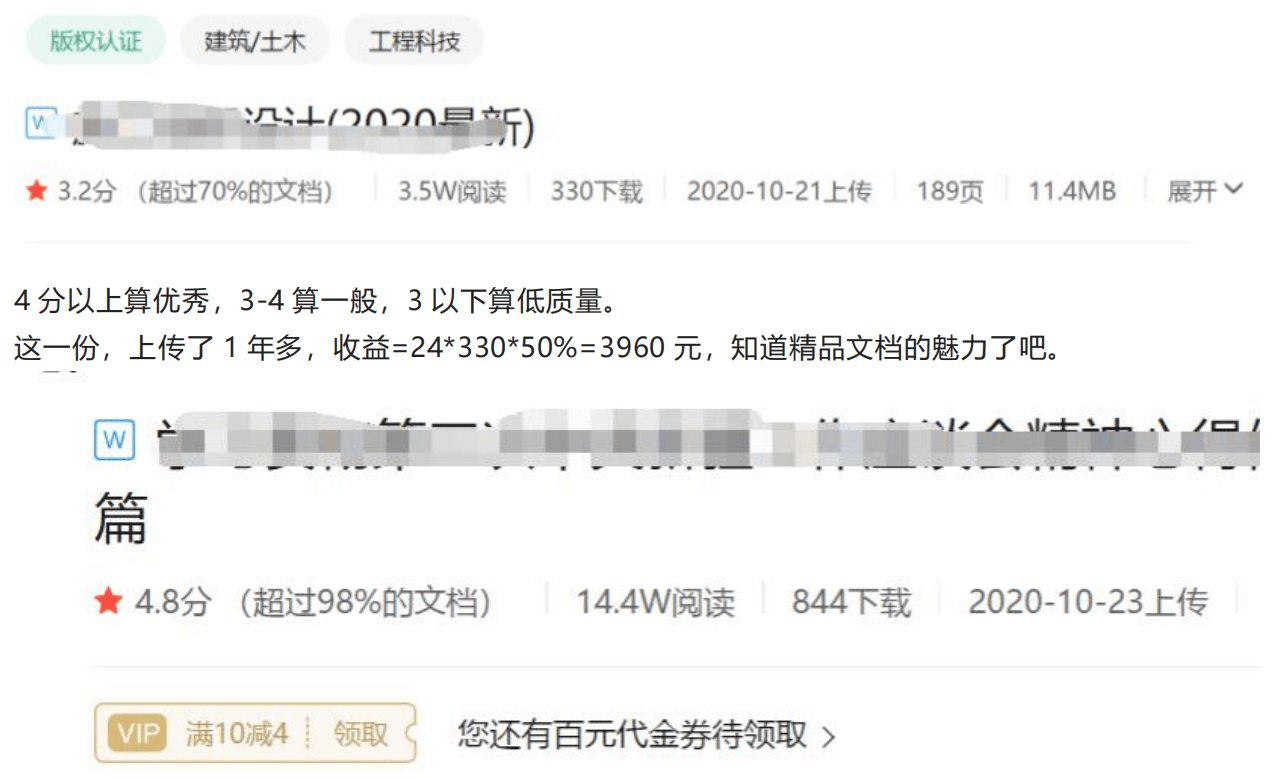 版权认证 建筑/土木 工程科技
W 设计(2020最新)
3.2分 (超过70%的文档) 3.5W阅读 330下载 2020-10-21上传 189页 11.4MB 展开
4 分以上算优秀，3-4 算一般，3 以下算低质量。
这一份，上传了 1 年多，收益=24*330*50%=3960 元，知道精品文档的魅力了吧。
W
篇
4.8分 (超过98%的文档) 14.4W阅读 844下载 2020-10-23上传
VIP 满10减4 领取 您还有百元代金券待领取